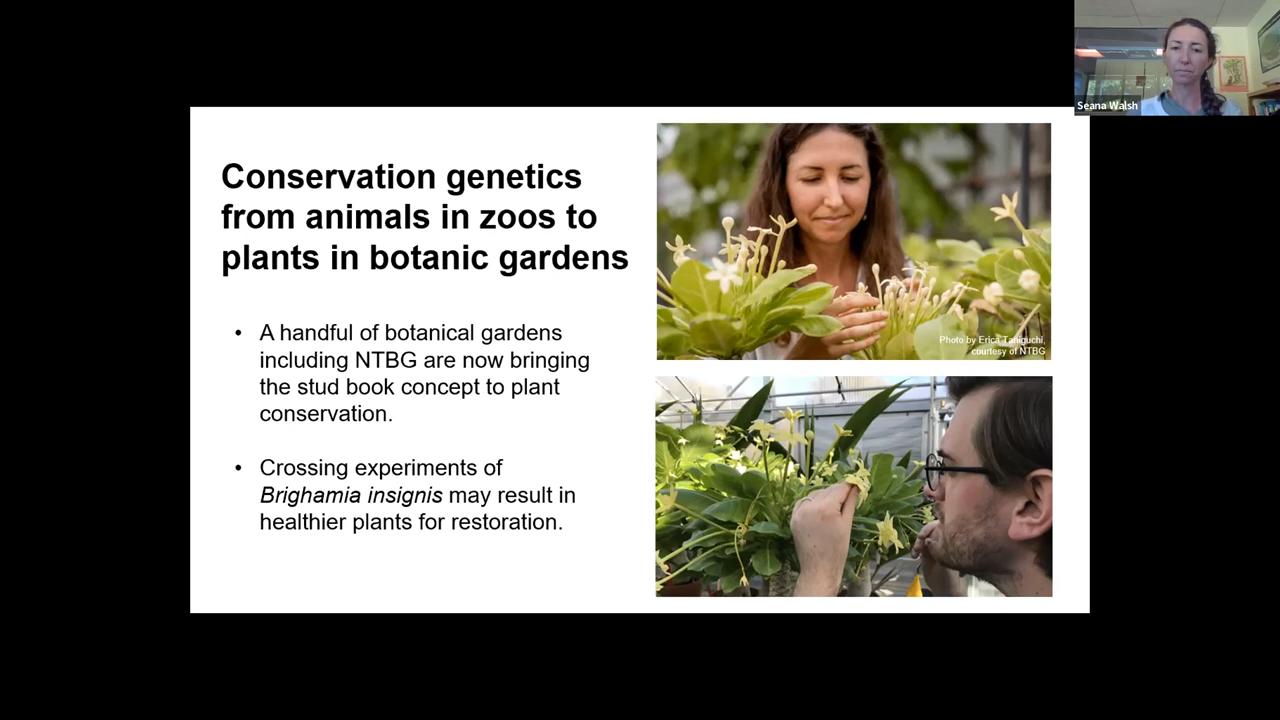 Seana Walsh
Conservation genetics
from animals in zoos to
plants in botanic gardens
• A handful of botanical gardens
including NTBG are now bringing
the stud book concept to plant
conservation.
• Crossing experiments of
Brighamia insignis may result in
healthier plants for restoration.
Photo by Erica Taniguchi,
courtesy of NTBG